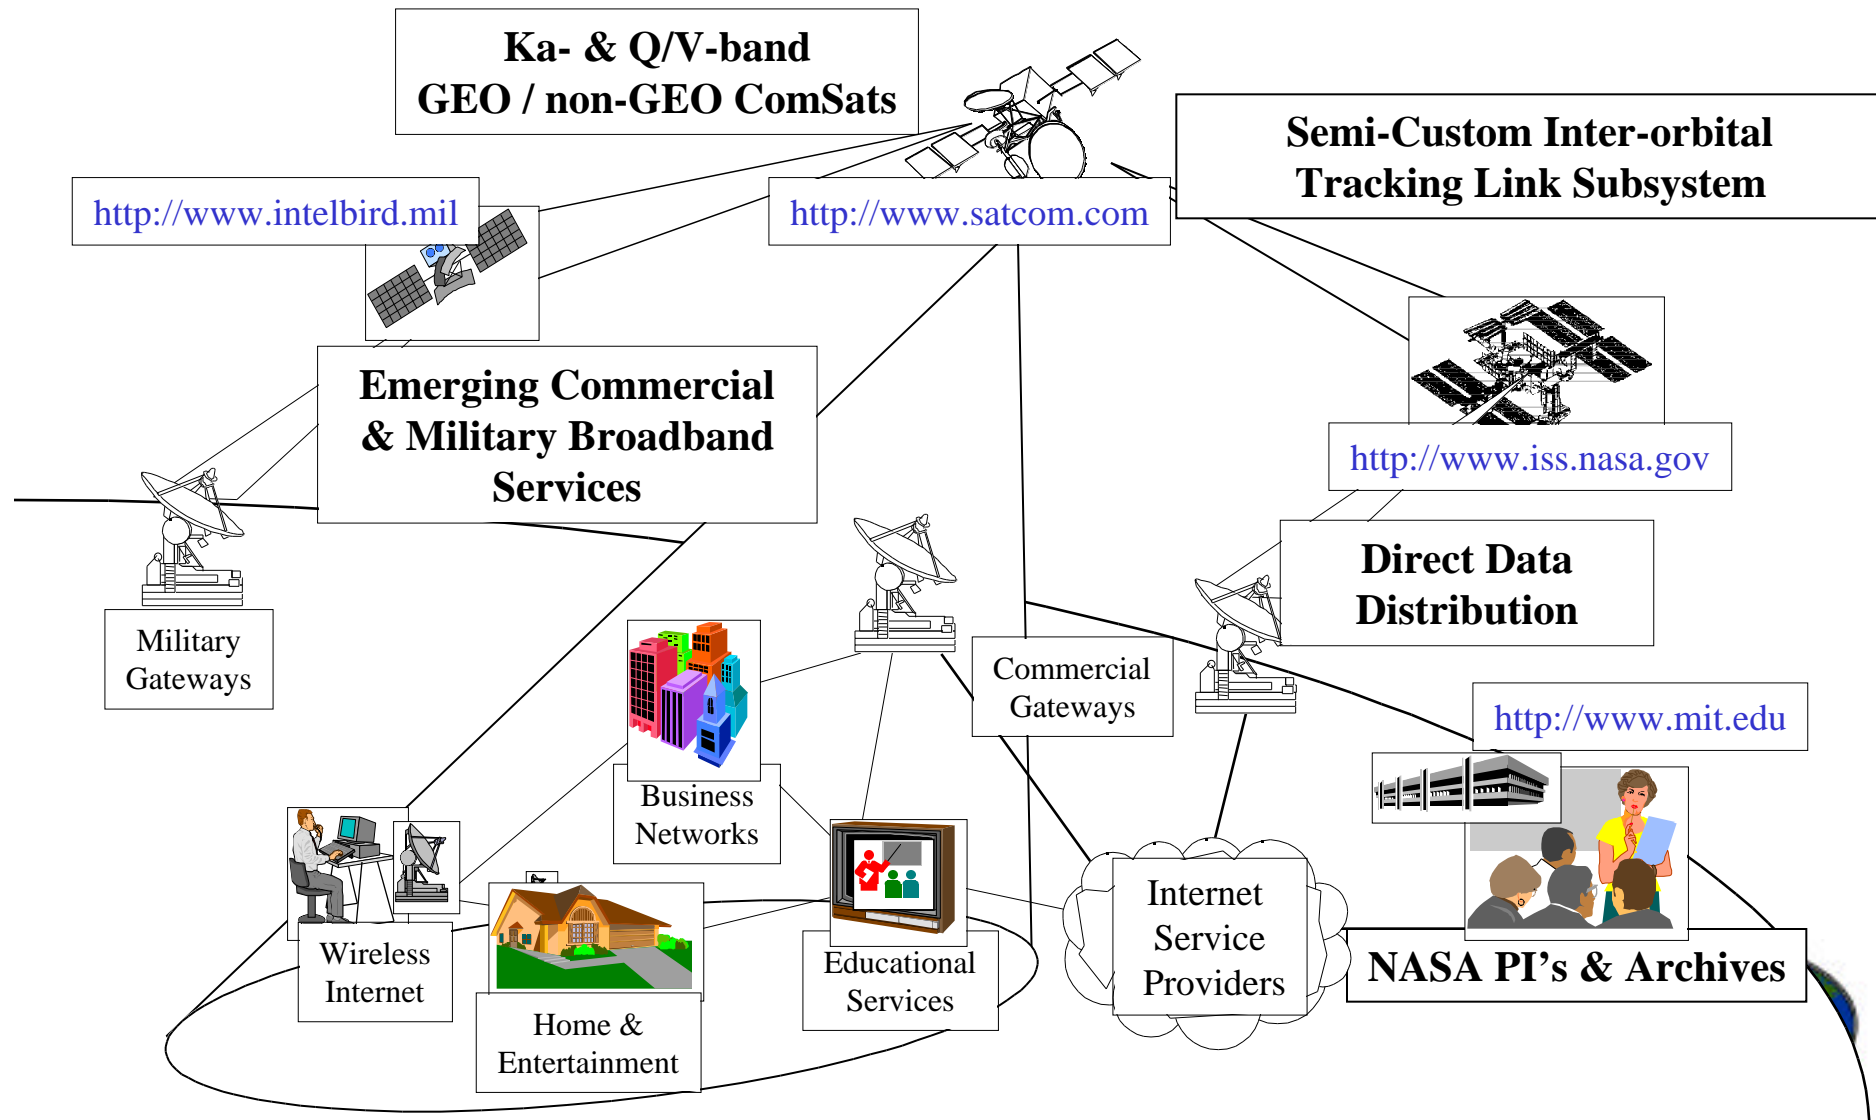 Ka- & Q/V-band
GEO / non-GEO ComSats
Semi-Custom Inter-orbital
Tracking Link Subsystem
http://www.intelbird.mil
http://www.satcom.com
Emerging Commercial
& Military Broadband
Services
http://www.iss.nasa.gov
Direct Data
Distribution
Military
Gateways
Commercial
Gateways
http://www.mit.edu
Business
Networks
Internet
Service
Providers
Wireless
Internet
Educational
Services
NASA PI's & Archives
Home &
Entertainment